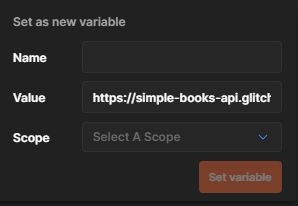 Set as new variable
Name
Value
https://simple-books-api.glitch
Scope
Select A Scope
Set variable